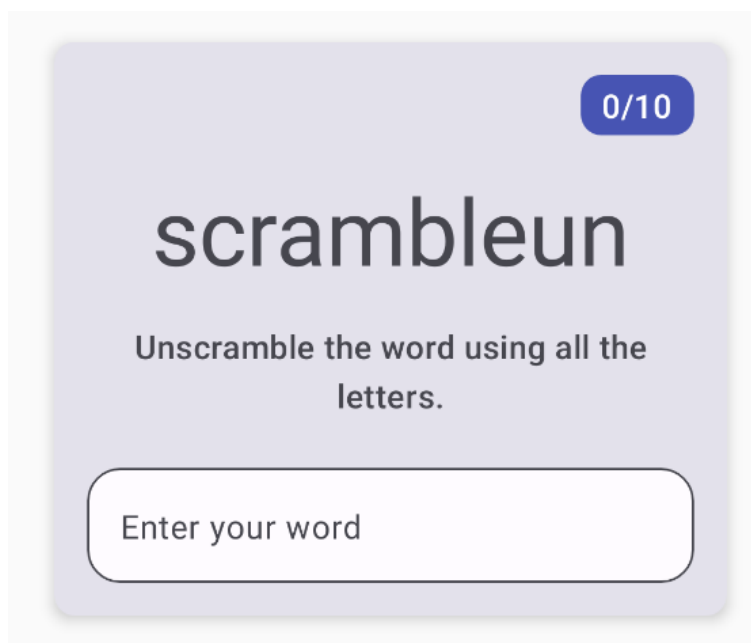 0/10
scrambleun
Unscramble the word using all the
letters.
Enter your word